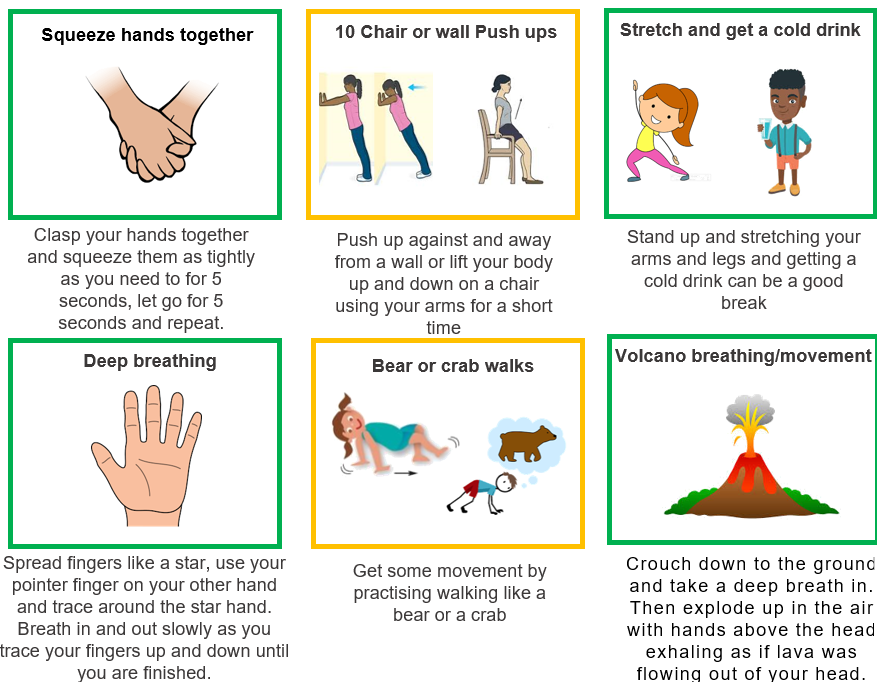 Squeeze hands together
Clasp your hands together
and squeeze them as tightly
as you need to for 5
seconds, let go for 5
seconds and repeat.
10 Chair or wall Push ups
Push up against and away
from a wall or lift your body
up and down on a chair
using your arms for a short
time
Stretch and get a cold drink
Stand up and stretching your
arms and legs and getting a
cold drink can be a good
break
Deep breathing
Spread fingers like a star, use your
pointer finger on your other hand
and trace around the star hand.
Breath in and out slowly as you
trace your fingers up and down until
you are finished.
Bear or crab walks
Get some movement by
practising walking like a
bear or a crab
Volcano breathing/movement
Crouch down to the ground
and take a deep breath in.
Then explode up in the air
with hands above the head
exhaling as if lava was
flowing out of your head.